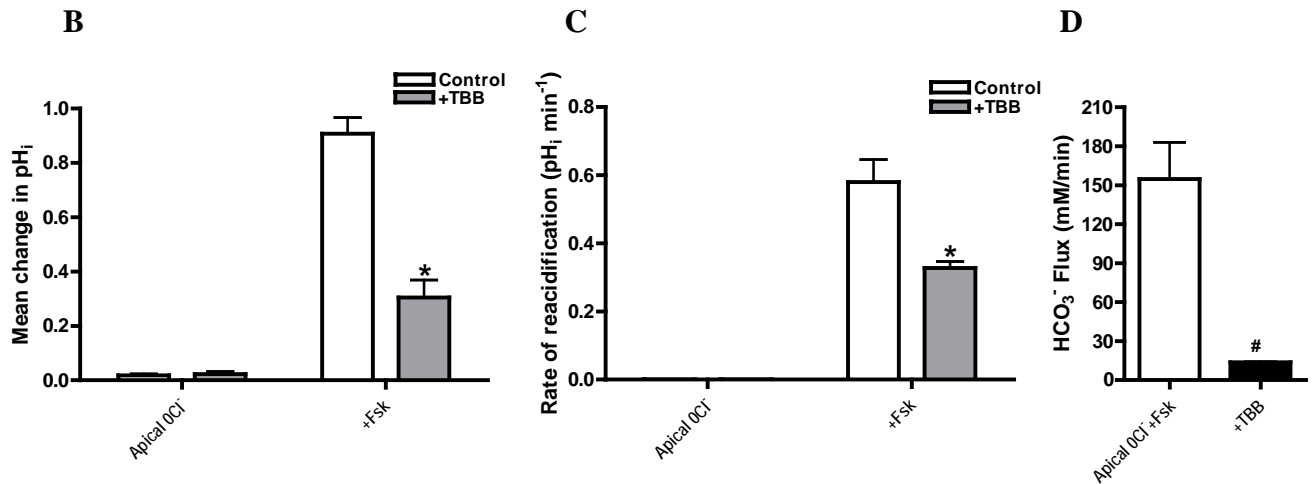 B
Control
+TBB
Mean change in pHi
1.0
0.8
0.6
0.4
0.2
0.0
*
Apical 0Cl-
+Fsk
C
Control
+TBB
Rate of reacidification (pHi min-1)
0.8
0.6
0.4
0.2
0.0
*
Apical 0Cl-
+Fsk
D
HCO3- Flux (mM/min)
210
180
150
120
90
60
30
0
#
Apical 0Cl- +Fsk
+TBB